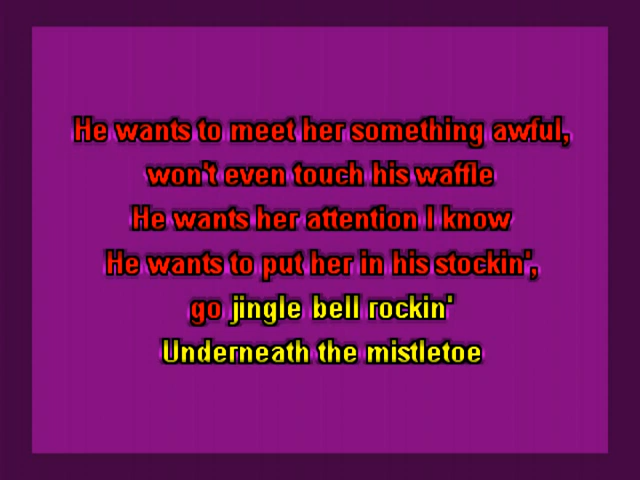 He wants to meet her something awful,
won't even touch his waffle
He wants her attention I know
He wants to put her in his stockin',
go jingle bell rockin'
Underneath the mistletoe